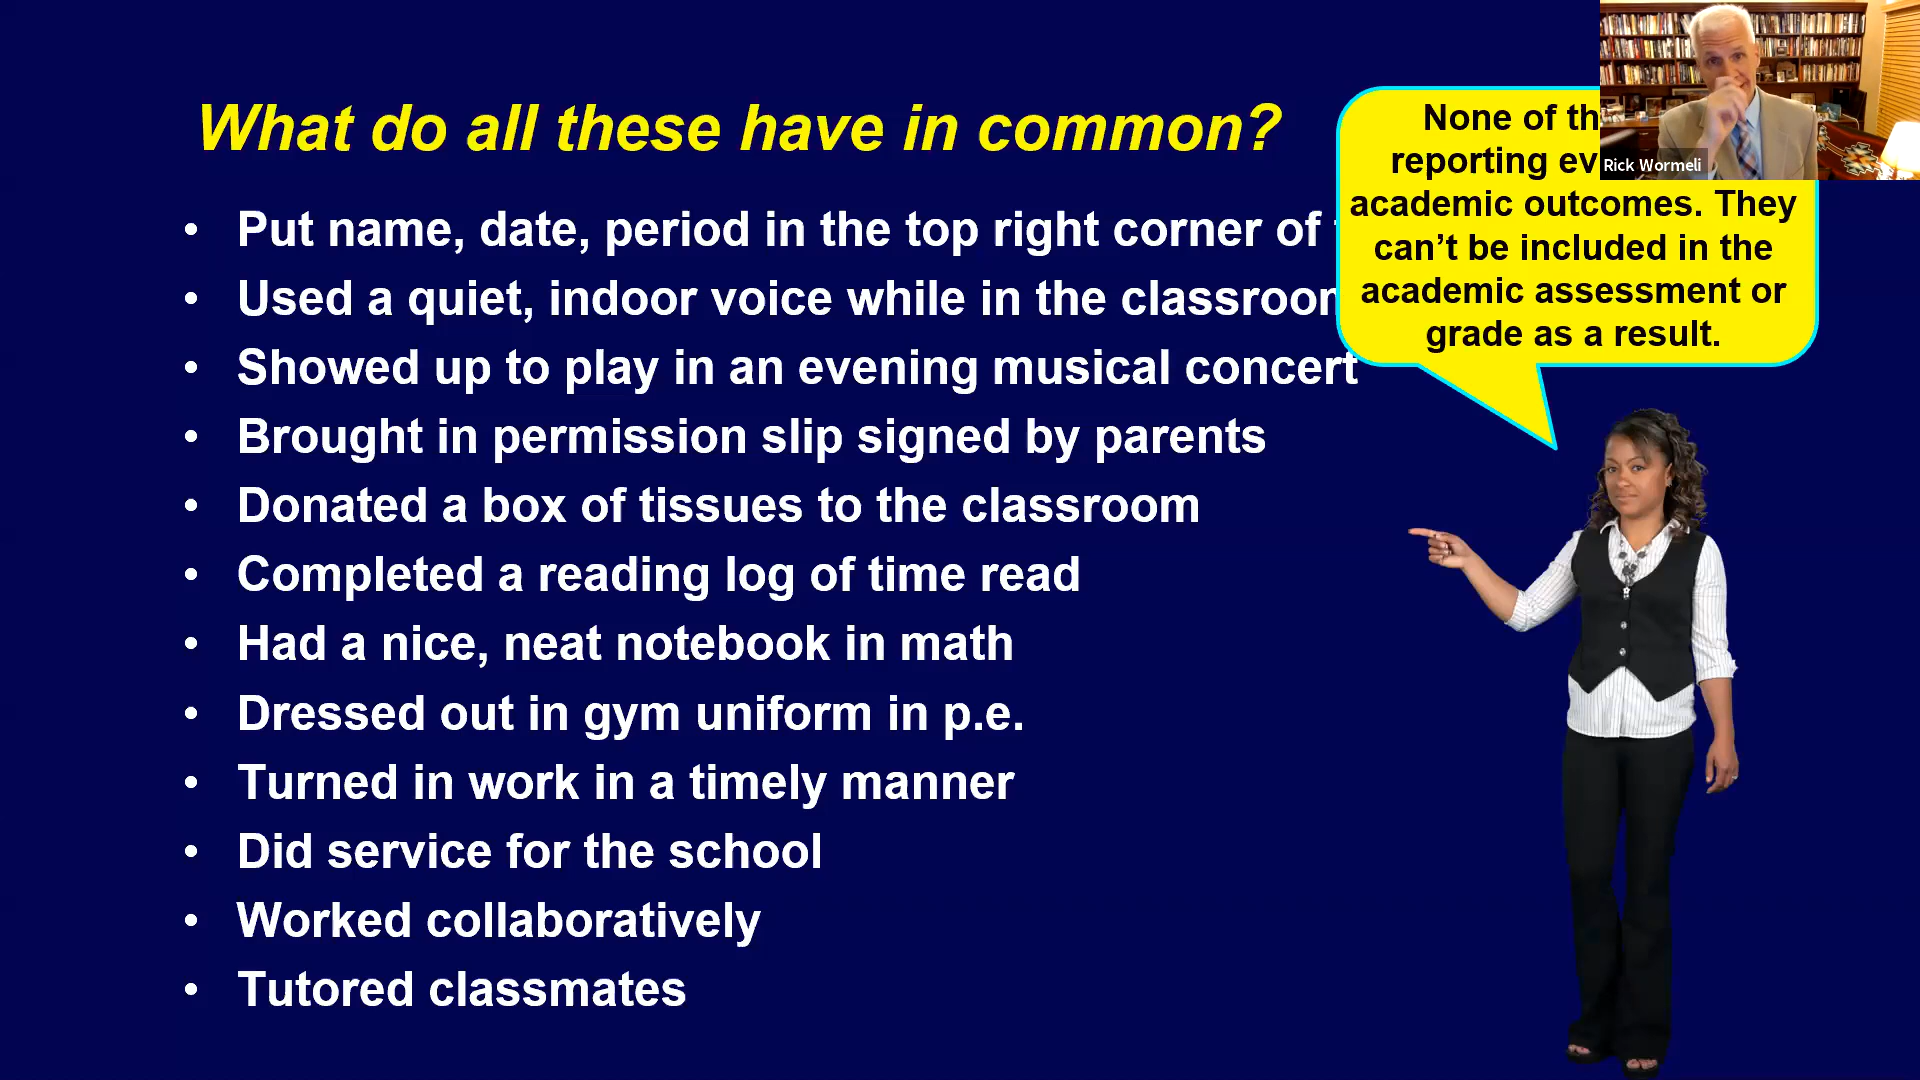 What do all these have in common?
• Put name, date, period in the top right corner of
• Used a quiet, indoor voice while in the
• Showed up to play in an evening musical concert
• Brought in permission slip signed by parents
• Donated a box of tissues to the classroom
• Completed a reading log of time read
• Had a nice, neat notebook in math
• Dressed out in gym uniform in p.e.
• Turned in work in a timely manner
• Did service for the school
• Worked collaboratively
• Tutored classmates
None of
reporting
academic outcomes. They
can’t be included in the
academic assessment or
grade as a result.
Rick Wormeli